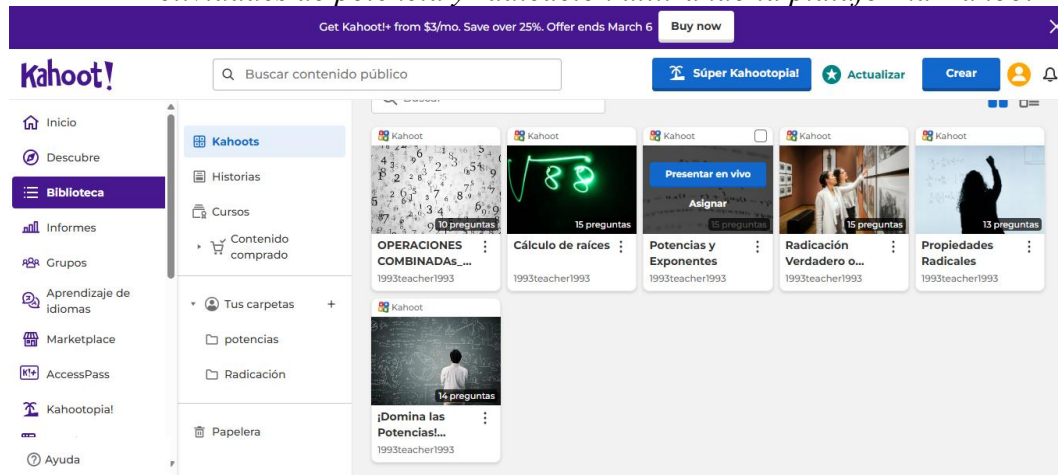 Get Kahoot!+ from $3/mo. Save over 25%. Offer ends March 6 Buy now
Kahoot!
Buscar contenido público
Súper Kahootopia!
Actualizar
Crear
Inicio
Descubre
Biblioteca
Informes
Grupos
Aprendizaje de
idiomas
Marketplace
K!+ AccessPass
Kahootopia!
Ayuda
Kahoots
Historias
Cursos
Contenido
comprado
Tus carpetas +
potencias
Radicación
Papelera
Kahoot
10 preguntas
OPERACIONES
COMBINADAs_...
1993teacher1993
Kahoot
15 preguntas
Cálculo de raíces
1993teacher1993
Kahoot
Presentar en vivo
Asignar
15 preguntas
Potencias y
Exponentes
1993teacher1993
Kahoot
15 preguntas
Radicación
Verdadero o...
1993teacher1993
Kahoot
13 preguntas
Propiedades
Radicales
1993teacher1993
Kahoot
14 preguntas
¡Domina las
Potencias!...
1993teacher1993